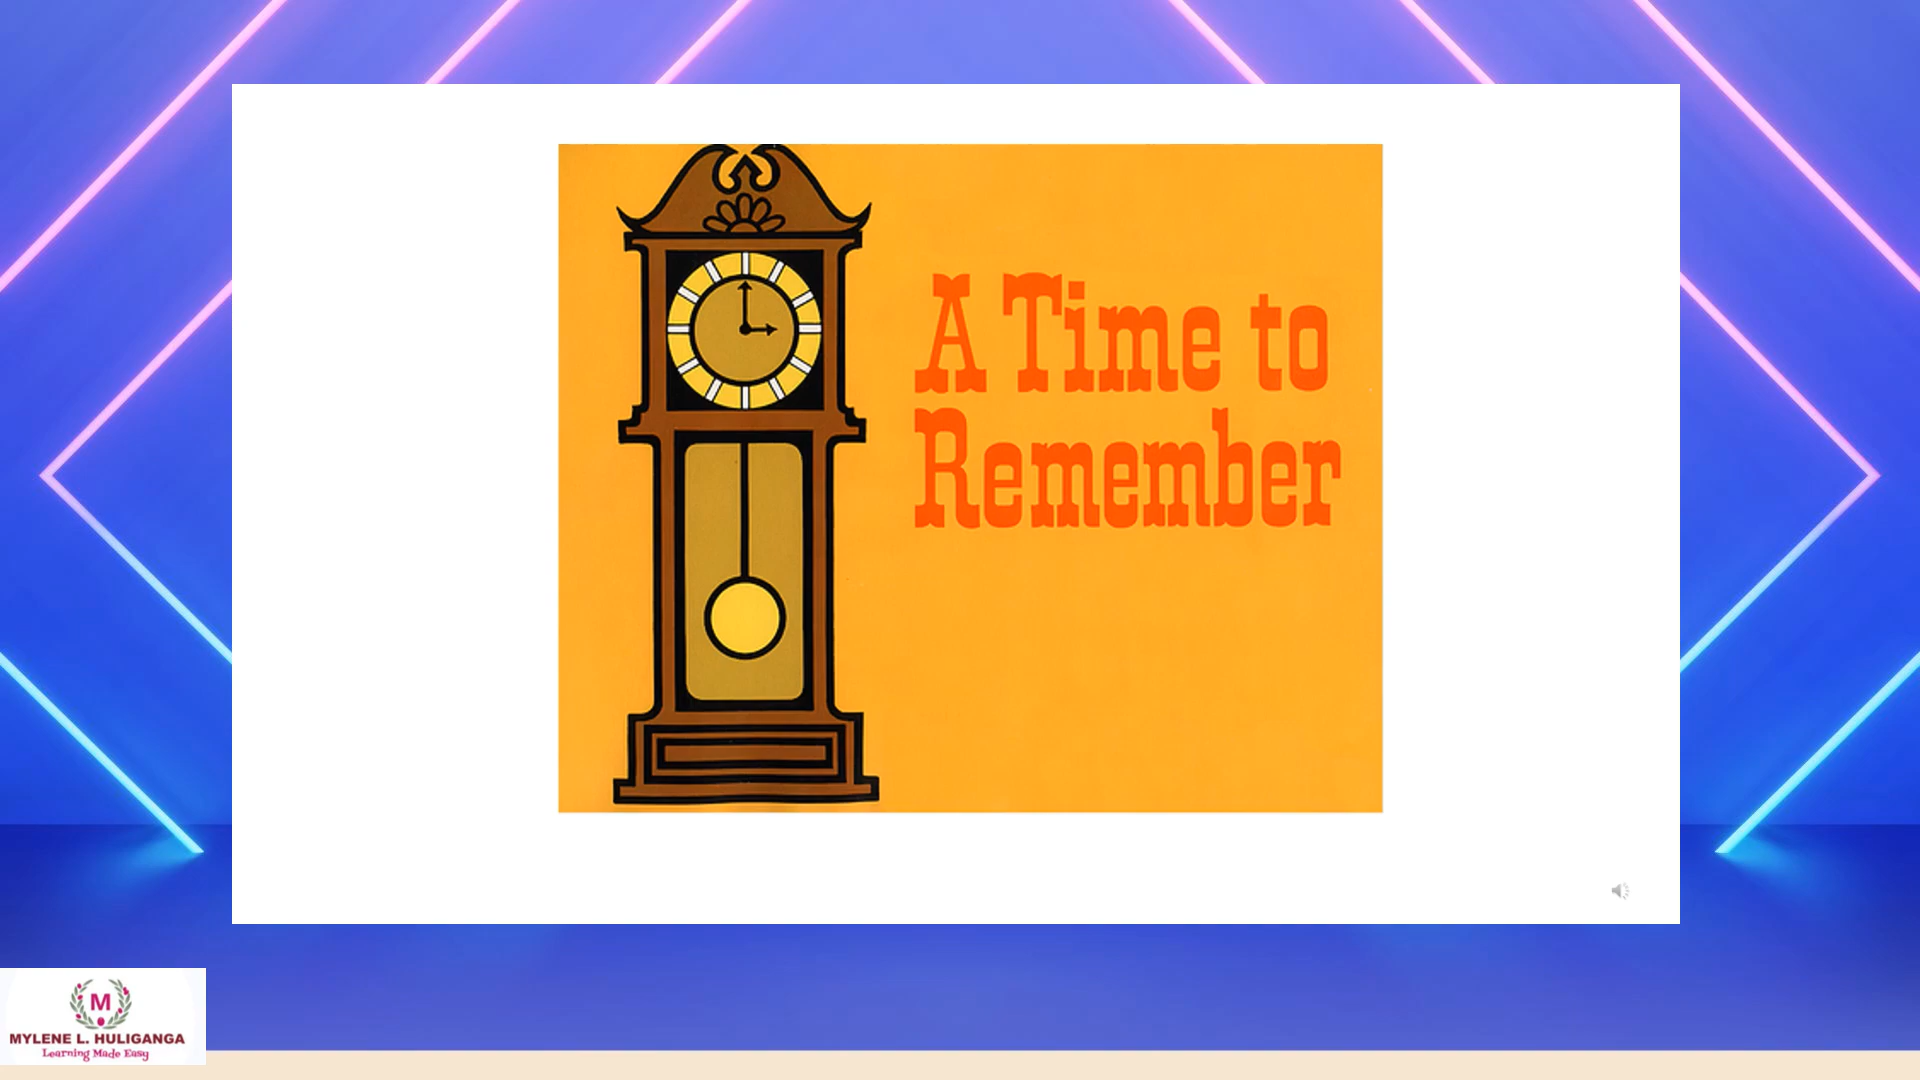 A Time to
Remember
M
MYLENE L. HULIGANGA
Learning Made Easy